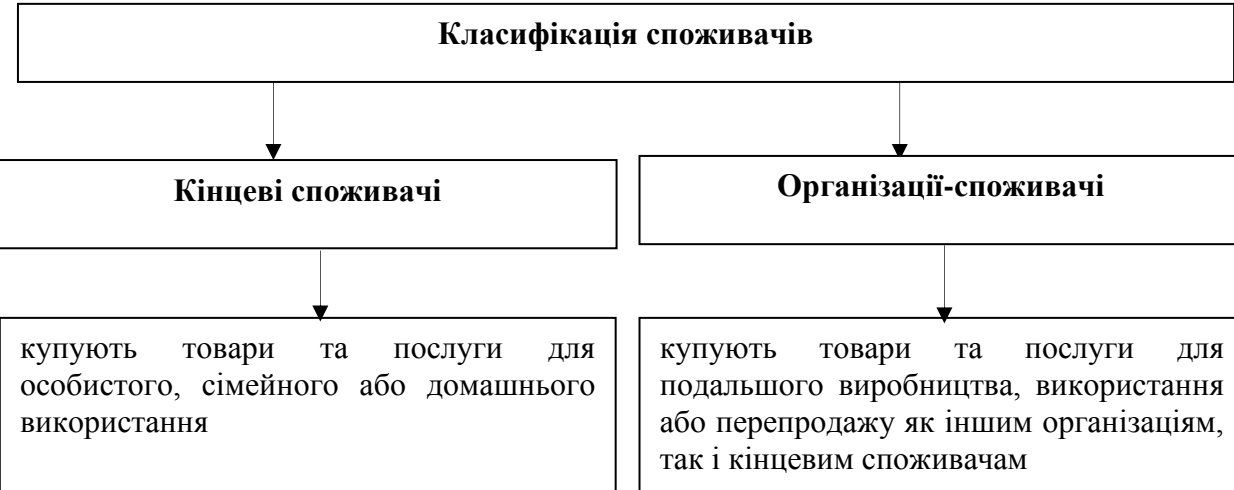 Класифікація споживачів
Кінцеві споживачі
Організації-споживачі
купують товари та послуги для
особистого, сімейного або домашнього
використання
купують товари та послуги для
подальшого виробництва, використання
або перепродажу як іншим організаціям,
так і кінцевим споживачам